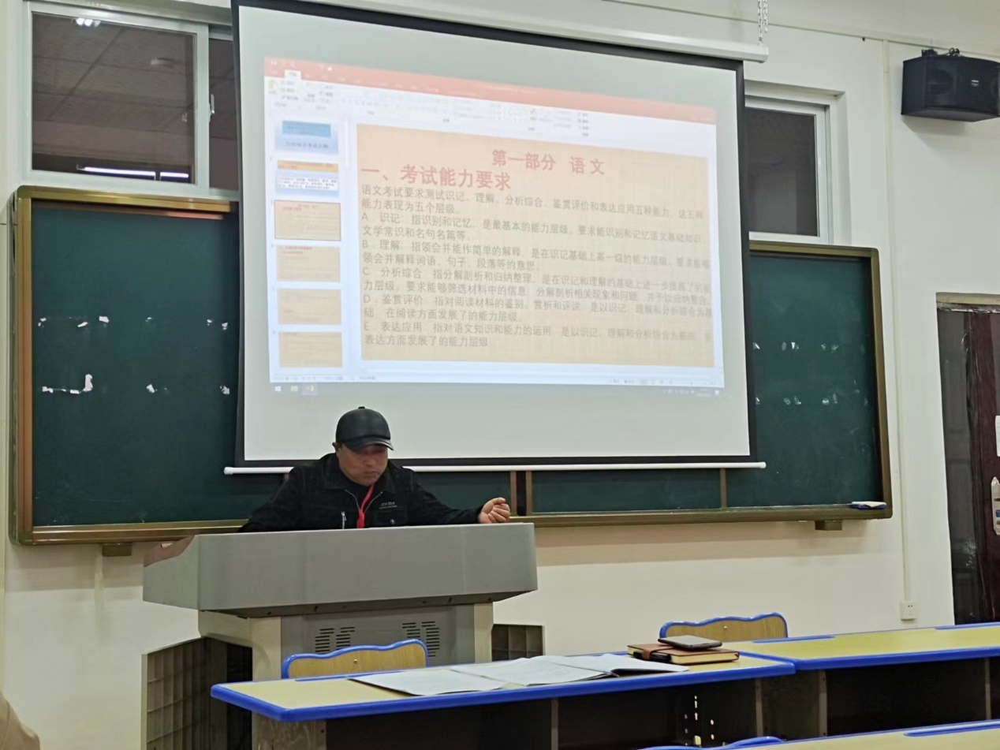 第一部分 语文
一、考试能力要求
语文考试要求测试识记、理解、分析综合、鉴赏评价和表达应用五种能力，这五种
能力表现为五个层级。
A．识记：指识别和记忆，是最基本的能力层级。要求能识别和记忆语文基础知识、
文学常识和名句名篇等。
B．理解：指领会并能作简单的解释，是在识记基础上高一级的能力层级。要求能够
领会并解释词语、句子、段落等的意思。
C．分析综合：指分解剖析和归纳整理，是在识记和理解的基础上进一步提高了的能
力层级。要求能够筛选材料中的信息，分解剖析相关现象和问题，并予以归纳整合。
D．鉴赏评价：指对阅读材料的鉴别、赏析和评说，是以识记、理解和分析综合为基
础，在阅读方面发展了的能力层级。
E．表达应用：指对语文知识和能力的运用，是以识记、理解和分析综合为基础，在
表达方面发展了的能力层级。